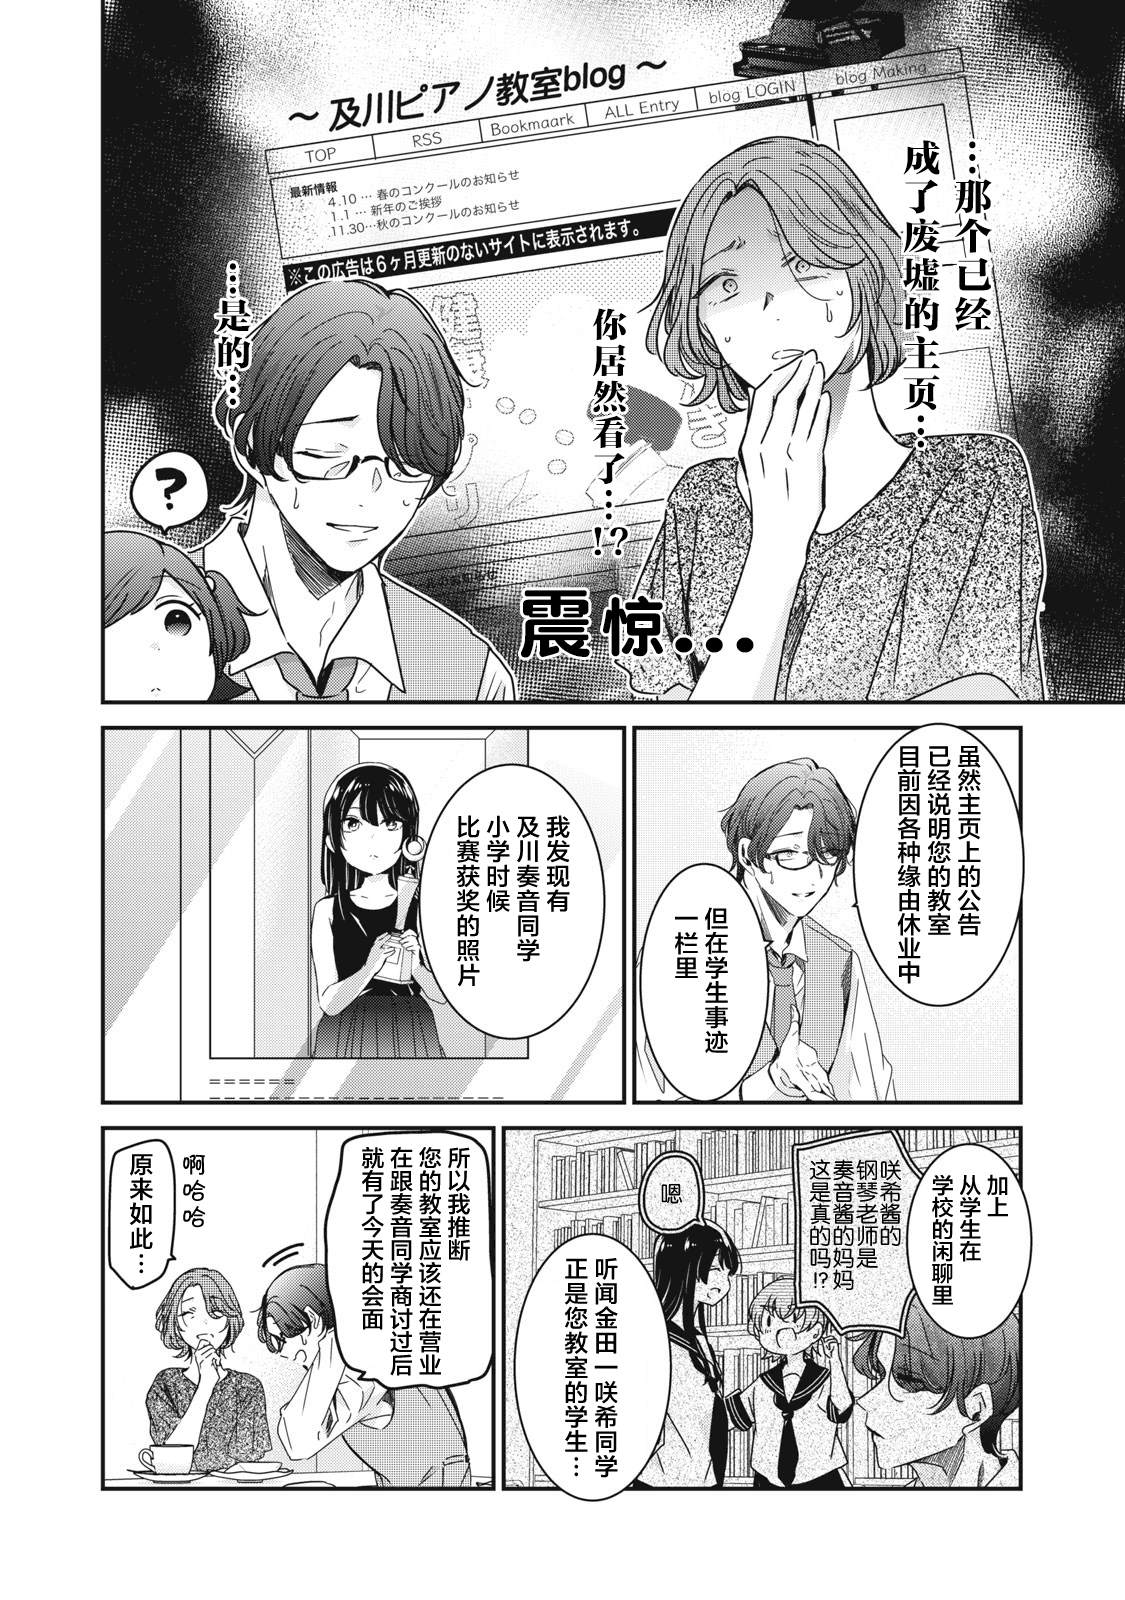 ～及川ピアノ教室blog～
TOP
RSS
Bookmaark
ALL Entry
blog LOGIN
blog Making
最新情報
4.10 … 春のコンクールのお知らせ
1.1 … 新年のご挨拶
11.30…秋のコンクールのお知らせ
※この広告は6ヶ月更新のないサイトに表示されます。
…那个已经
成了废墟的主页…
你居然看了…!?
…是的…
?
震惊…
虽然主页上的公告
已经说明您的教室
目前因各种缘由休业中
但在学生事迹
一栏里
我发现有
及川奏音同学
小学时候
比赛获奖的照片
加上
从学生在
学校的闲聊里
咲希酱的
钢琴老师是
奏音酱的妈妈
这是真的吗!?
嗯
听闻金田一咲希同学
正是您教室的学生…
所以我推断
您的教室应该还在营业
在跟奏音同学商讨过后
就有了今天的会面
啊哈哈
原来如此…